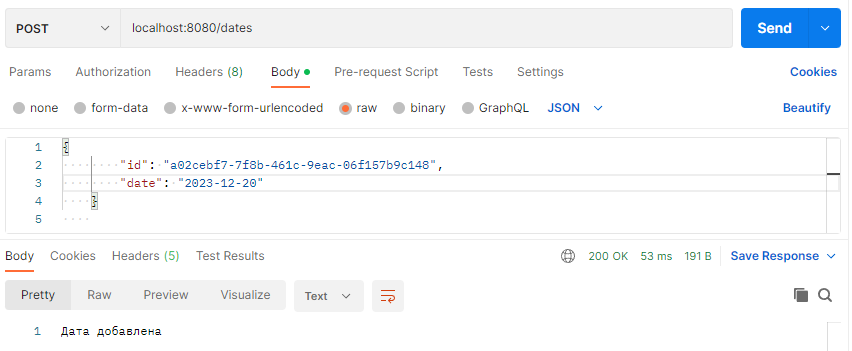 POST localhost:8080/dates Send
Params Authorization Headers (8) Body Pre-request Script Tests Settings Cookies
none form-data x-www-form-urlencoded raw binary GraphQL JSON Beautify
1 {
2 "id": "a02cebf7-7f8b-461c-9eac-06f157b9c148",
3 "date": "2023-12-20"
4 }
5
Body Cookies Headers (5) Test Results 200 OK 53 ms 191 B Save Response
Pretty Raw Preview Visualize Text
1 Дата добавлена